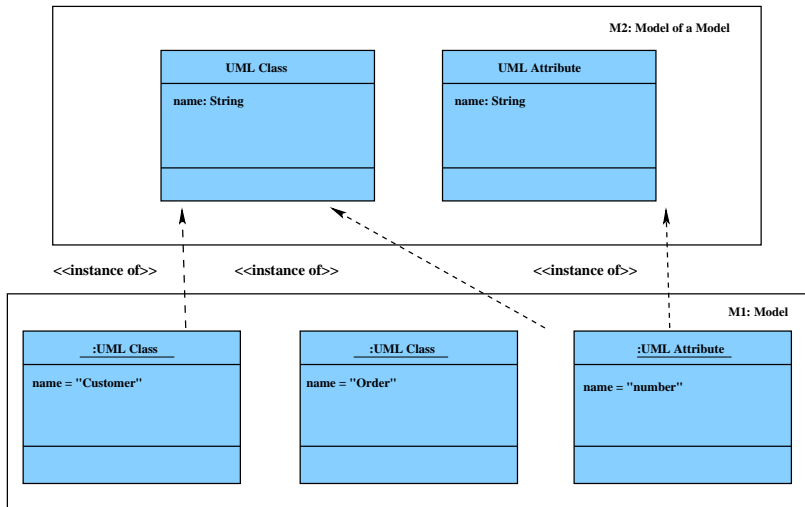 M2: Model of a Model
UML Class
UML Attribute
name: String
name: String
<<instance of>>
<<instance of>>
<<instance of>>
M1: Model
:UML Class
:UML Class
:UML Attribute
name = "Customer"
name = "Order"
name = "number"